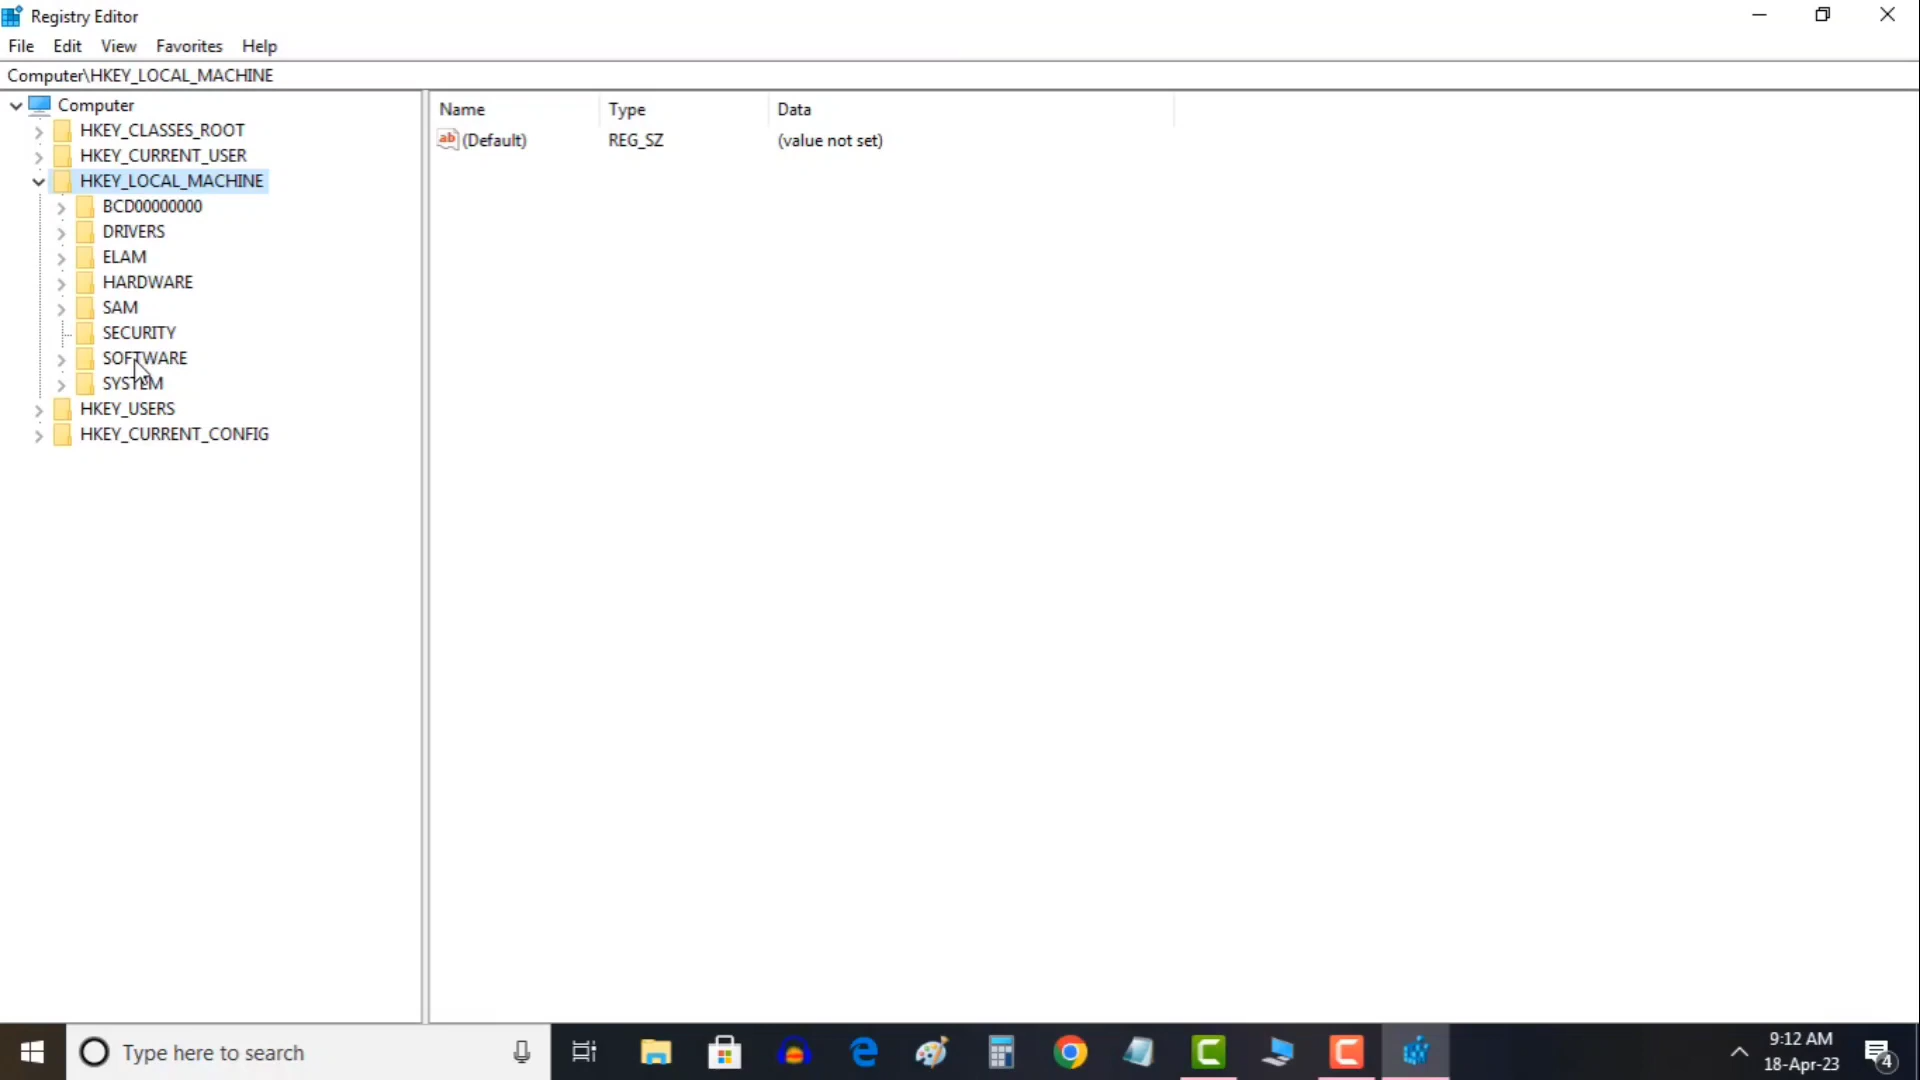 Registry Editor
File Edit View Favorites Help
Computer\HKEY_LOCAL_MACHINE
Computer
HKEY_CLASSES_ROOT
HKEY_CURRENT_USER
HKEY_LOCAL_MACHINE
BCD00000000
DRIVERS
ELAM
HARDWARE
SAM
SECURITY
SOFTWARE
SYSTEM
HKEY_USERS
HKEY_CURRENT_CONFIG
Name Type Data
ab (Default) REG_SZ (value not set)
Type here to search
9:12 AM
18-Apr-23
4